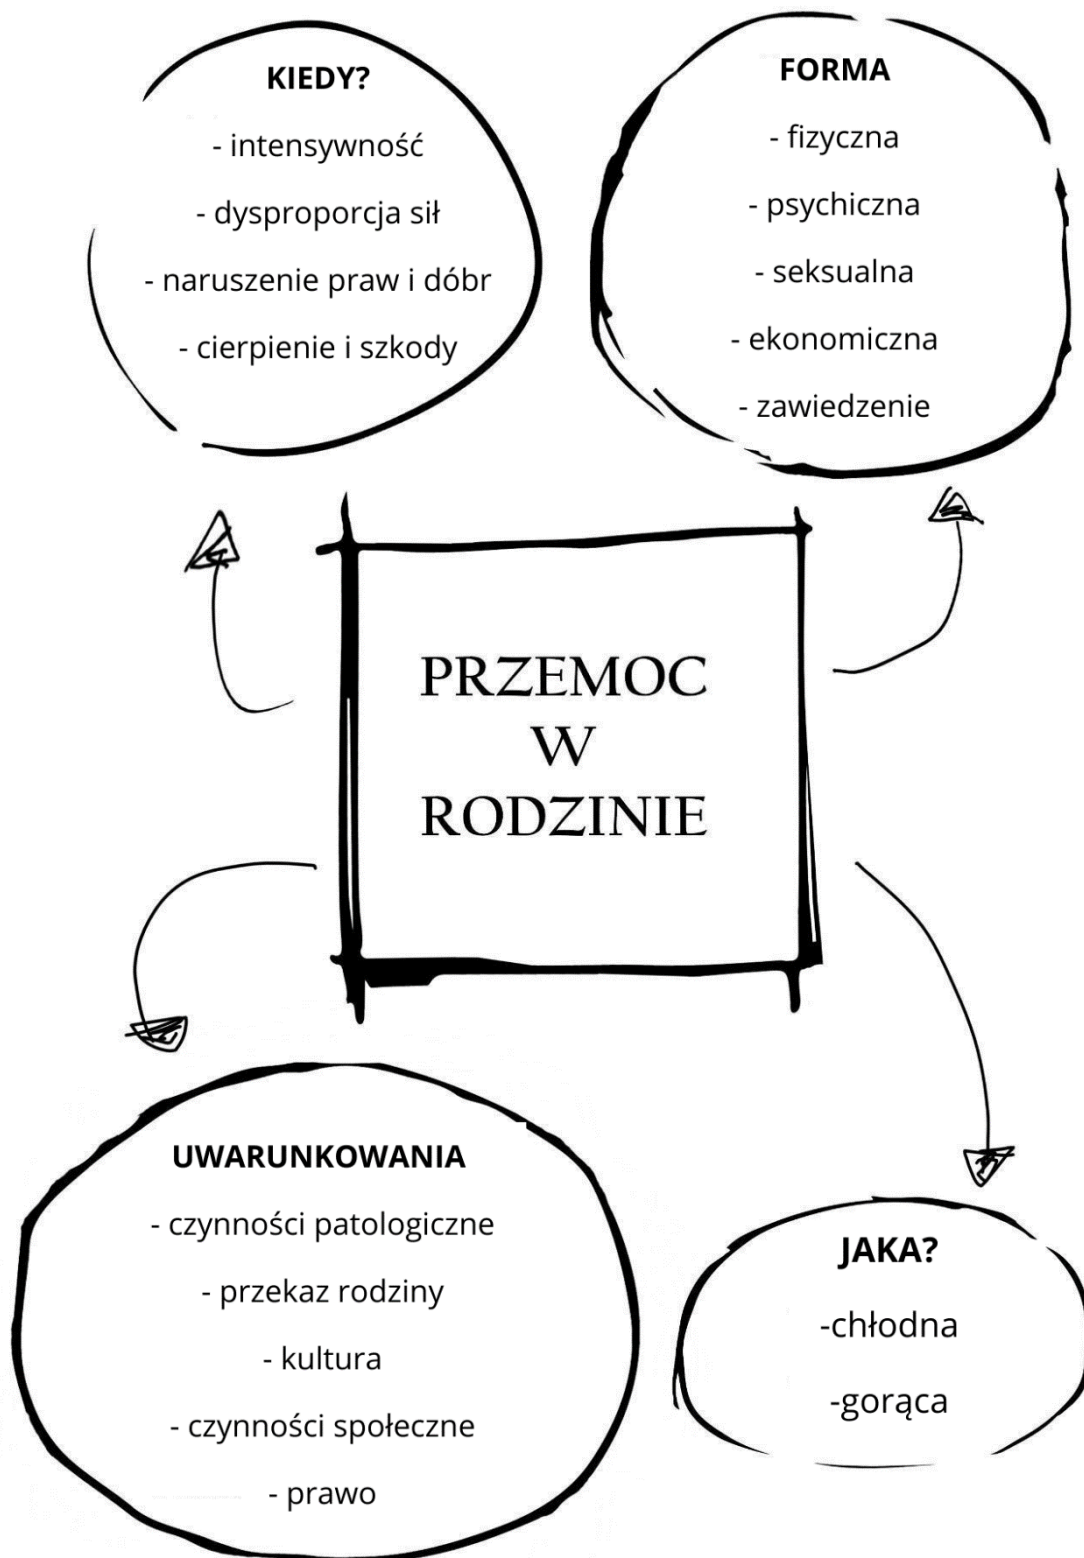 KIEDY?
- intensywność
- dysproporcja sił
- naruszenie praw i dóbr
- cierpienie i szkody
FORMA
- fizyczna
- psychiczna
- seksualna
- ekonomiczna
- zawiedzenie
PRZEMOC
W
RODZINIE
UWARUNKOWANIA
- czynności patologiczne
- przekaz rodziny
- kultura
- czynności społeczne
- prawo
JAKA?
-chłodna
-gorąca